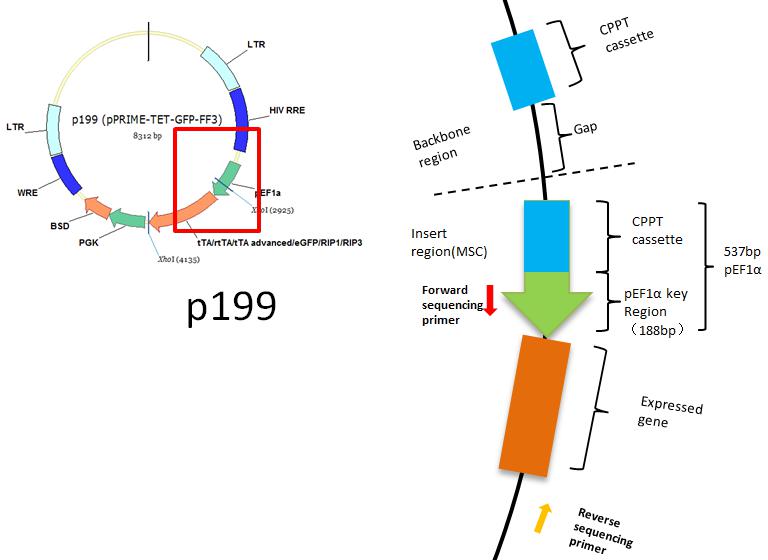 LTR
HIV RRE
p199 (pPRIME-TET-GFP-FF3)
8312 bp
LTR
WRE
BSD
PGK
pEF1a
XhoI (2925)
tTA/rtTA/tTA advanced/eGFP/RIP1/RIP3
XhoI (4135)
p199
CPPT
cassette
Gap
Backbone
region
Insert
region(MSC)
CPPT
cassette
537bp
pEF1α
pEF1α key
Region
（188bp）
Forward
sequencing
primer
Expressed
gene
Reverse
sequencing
primer